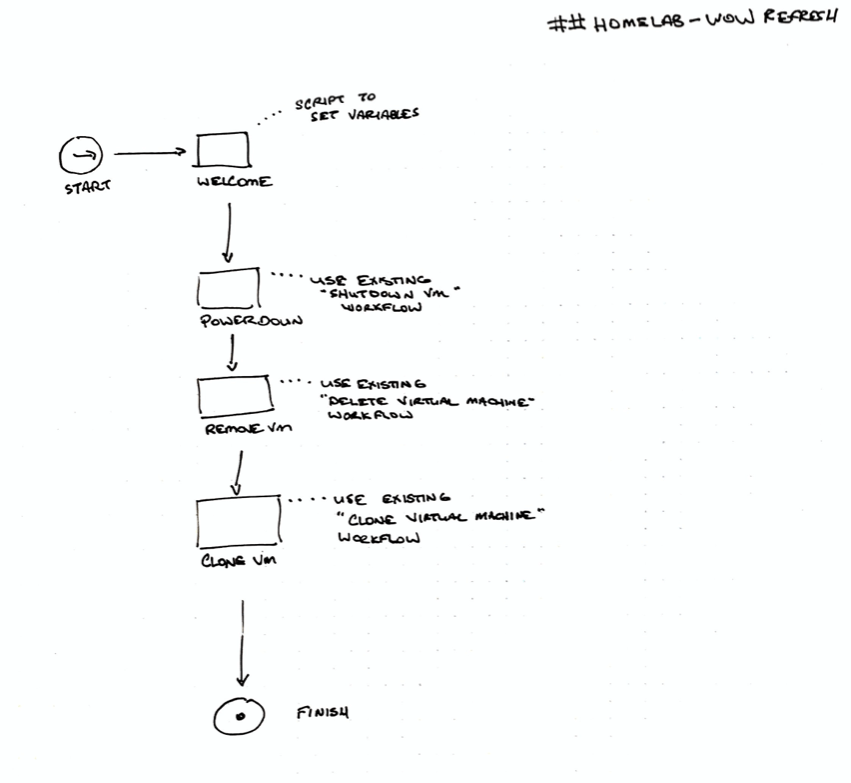 ## HOMELAB - WOW REFRESH
SCRIPT TO
SET VARIABLES
START
WELCOME
USE EXISTING
"SHUTDOWN VM"
WORKFLOW
POWERDOWN
USE EXISTING
"DELETE VIRTUAL MACHINE"
WORKFLOW
REMOVE VM
USE EXISTING
"CLONE VIRTUAL MACHINE"
WORKFLOW
CLONE VM
FINISH